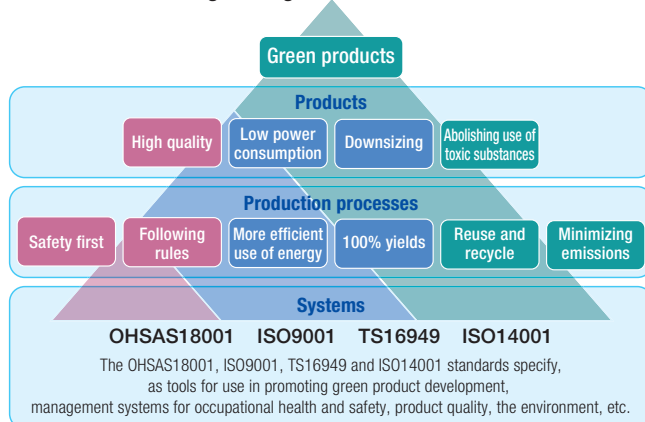 Green products
Products
High quality
Low power
consumption
Downsizing
Abolishing use of
toxic substances
Production processes
Safety first
Following
rules
More efficient
use of energy
100% yields
Reuse and
recycle
Minimizing
emissions
Systems
OHSAS18001 ISO9001 TS16949 ISO14001
The OHSAS18001, ISO9001, TS16949 and ISO14001 standards specify,
as tools for use in promoting green product development,
management systems for occupational health and safety, product quality, the environment, etc.